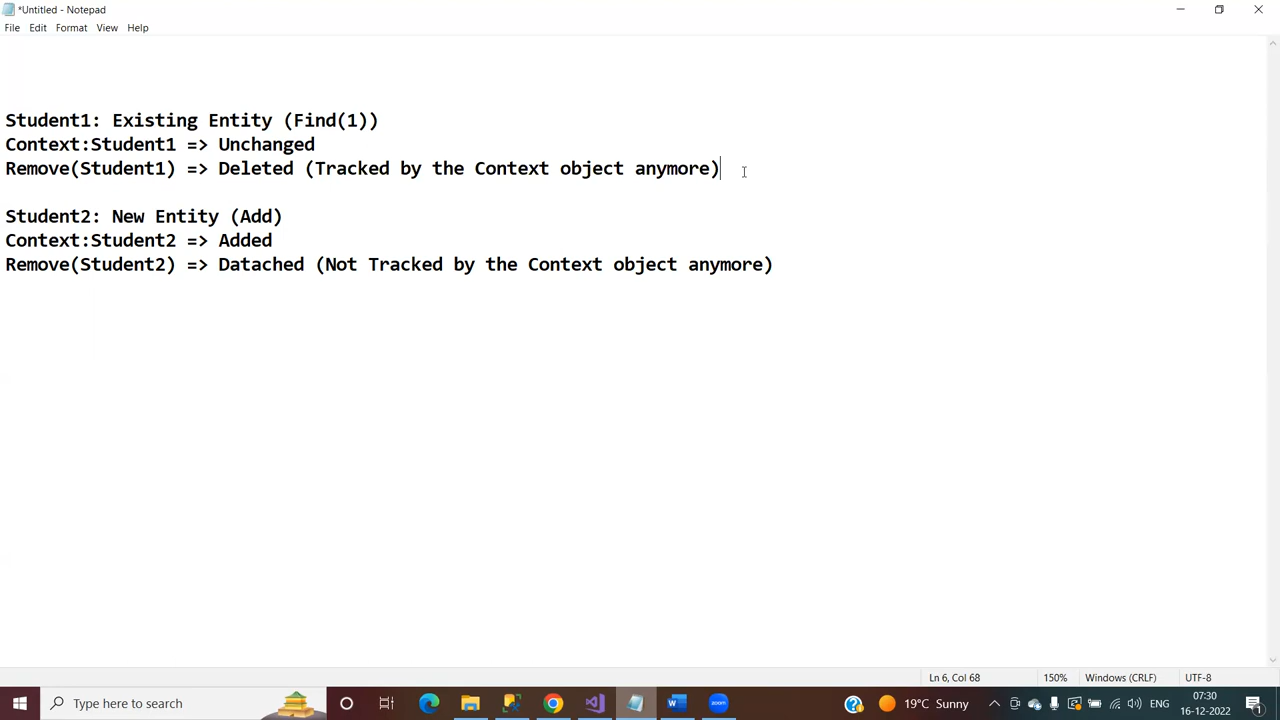 *Untitled - Notepad
File Edit Format View Help
Student1: Existing Entity (Find(1))
Context:Student1 => Unchanged
Remove(Student1) => Deleted (Tracked by the Context object anymore)
Student2: New Entity (Add)
Context:Student2 => Added
Remove(Student2) => Datached (Not Tracked by the Context object anymore)
Ln 6, Col 68 150% Windows (CRLF) UTF-8
Type here to search
zoom
19°C Sunny
ENG
07:30
16-12-2022
1